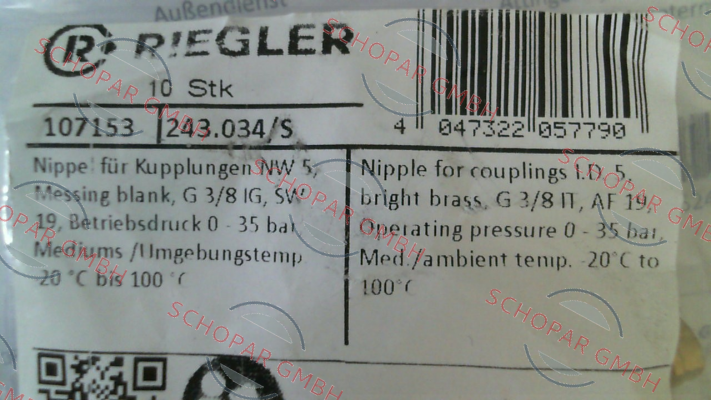 Außendienst
RIEGLER
10 Stk
107153 243.034/S
4 047322 057790
Nippel für Kupplungen NW 5,
Messing blank, G 3/8 IG, SW
19, Betriebsdruck 0 - 35 bar
Mediums /Umgebungstemp
-20 °C bis 100 °C
Nipple for couplings I.D. 5,
bright brass, G 3/8 IT, AF 19,
Operating pressure 0 - 35 bar,
Med./ambient temp. -20°C to
100°C
SCHOPAR GMBH
SCHOPAR GMBH
SCHOPAR GMBH
SCHOPAR GMBH
SCHOPAR GMBH
SCHOPAR GMBH